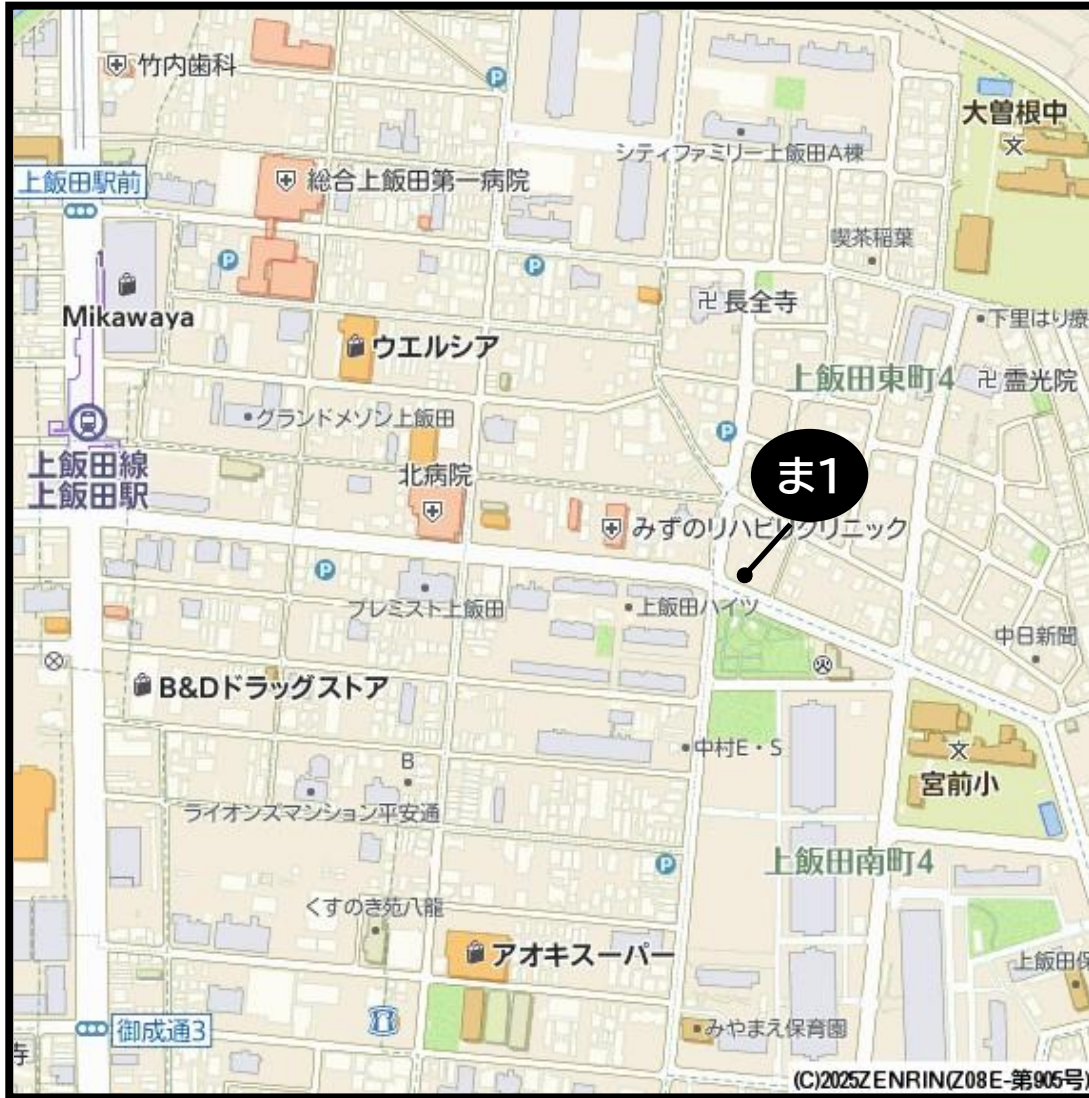 竹内歯科
大曽根中
シティファミリー上飯田A棟
総合上飯田第一病院
上飯田駅前
喫茶稲葉
1
Mikawaya
卍長全寺
下里はり療
ウエルシア
上飯田東町4
卍霊光院
グランドメゾン上飯田
上飯田線
上飯田駅
北病院
ま1
みずのリハビリクリニック
プレミスト上飯田
上飯田ハイツ
中日新聞
B&Dドラッグストア
中村E・S
B
宮前小
ライオンズマンション平安通
上飯田南町4
くすのき苑八龍
アオキスーパー
上飯田保
御成通3
みやまえ保育園
寺
(C)2025ZENRIN(Z08E-第905号)
P
P
P
P
P
P